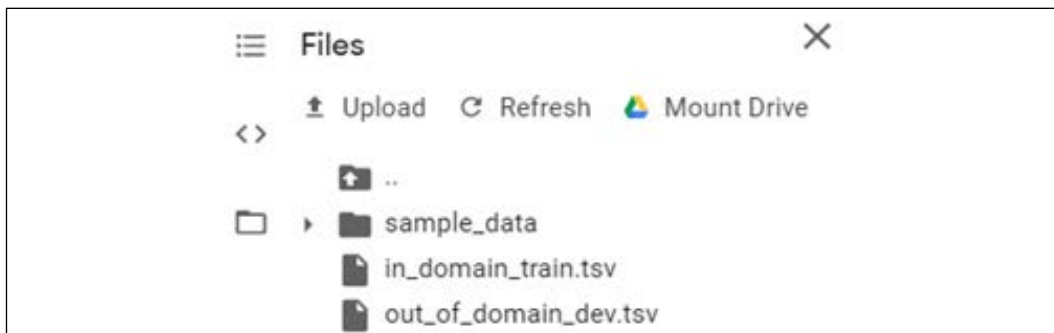 Files
Upload Refresh Mount Drive
..
sample_data
in_domain_train.tsv
out_of_domain_dev.tsv